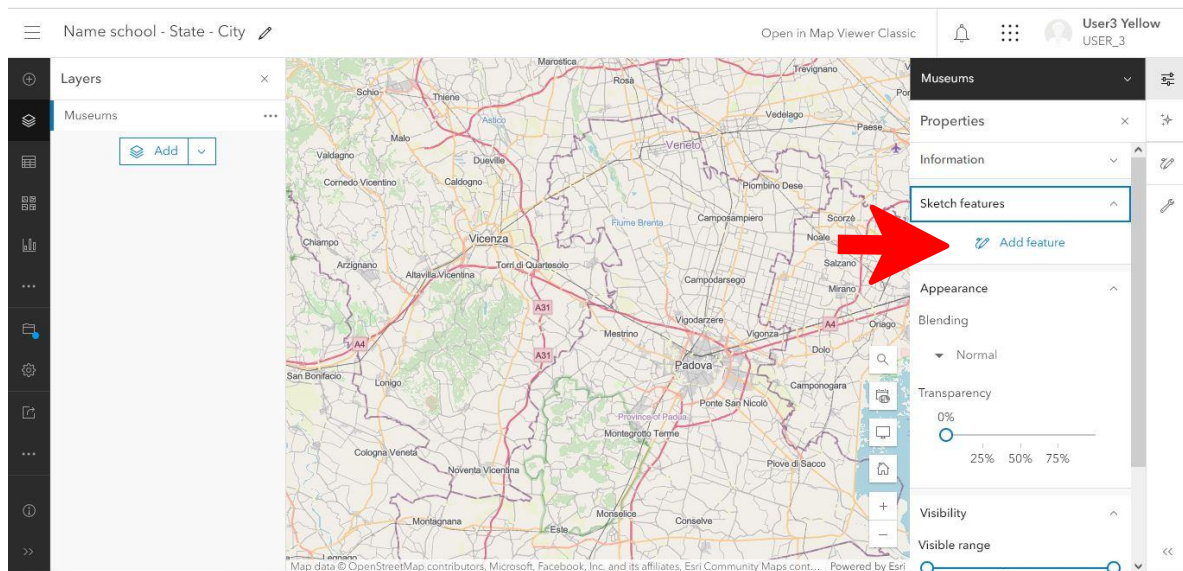 Name school - State - City
Open in Map Viewer Classic
User3 Yellow
USER_3
Layers
Museums
Add
Marostica
Rosà
Trevignano
Schio
Thiene
Vedelago
Astico
Paese
Malo
Veneto
Valdagno
Dueville
Cornedo Vicentino
Caldogno
Piombino Dese
Fiume Brenta
Camposampiero
Scorzè
Chiampo
Vicenza
Noale
Arzignano
Torri di Quartesolo
Salzano
Altavilla Vicentina
Campodarsego
Mirano
A31
Vigodarzere
A4
Oriago
Mestrino
Vigonza
A4
A31
Dolo
Padova
San Bonifacio
Lonigo
Camponogara
Ponte San Nicolò
Province of Padua
Montegrotto Terme
Cologna Veneta
Noventa Vicentina
Piove di Sacco
Monselice
Montagnana
Este
Conselve
Legnago
Map data © OpenStreetMap contributors, Microsoft, Facebook, Inc. and its affiliates, Esri Community Maps cont...
Powered by Esri
Museums
Properties
Information
Sketch features
Add feature
Appearance
Blending
Normal
Transparency
0%
25% 50% 75%
Visibility
Visible range